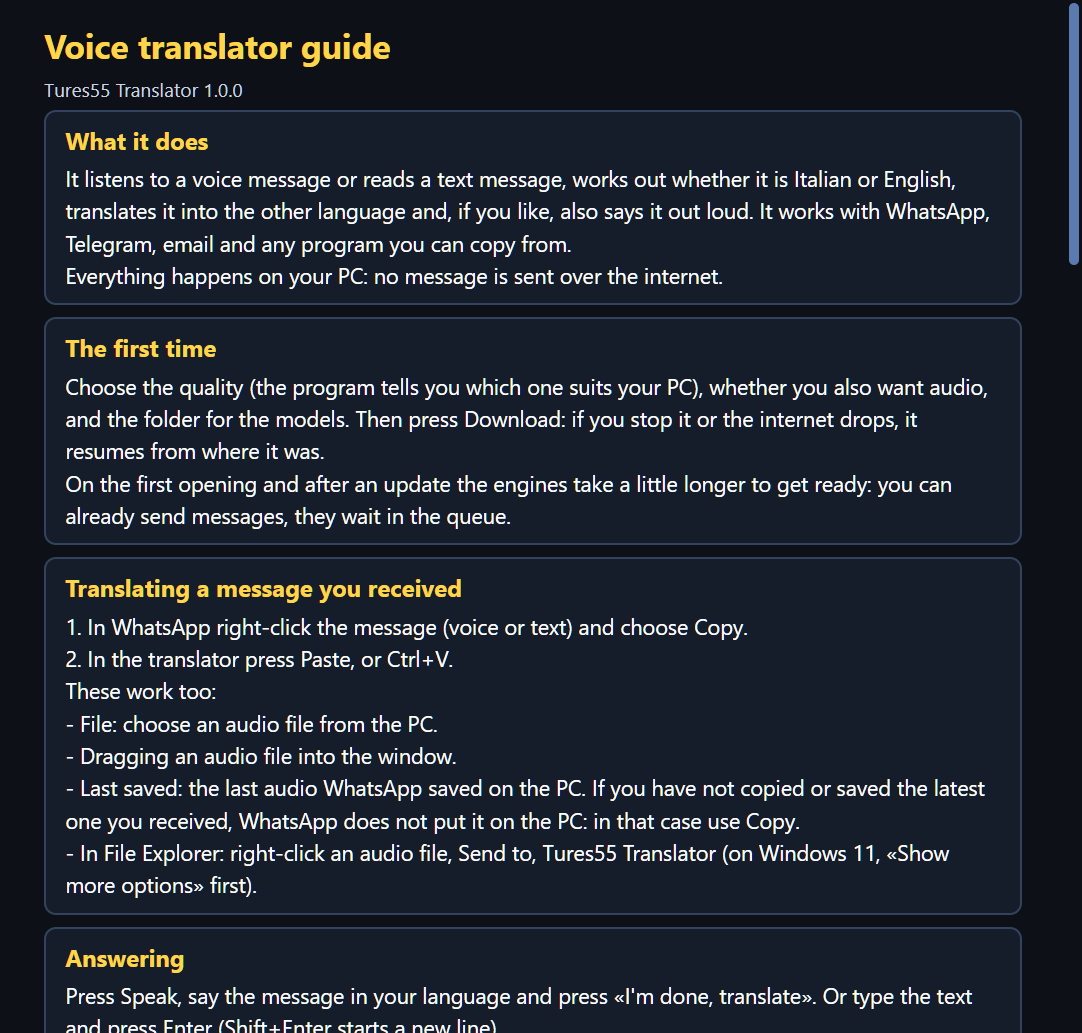 Voice translator guide
Tures55 Translator 1.0.0
What it does
It listens to a voice message or reads a text message, works out whether it is Italian or English,
translates it into the other language and, if you like, also says it out loud. It works with WhatsApp,
Telegram, email and any program you can copy from.
Everything happens on your PC: no message is sent over the internet.
The first time
Choose the quality (the program tells you which one suits your PC), whether you also want audio,
and the folder for the models. Then press Download: if you stop it or the internet drops, it
resumes from where it was.
On the first opening and after an update the engines take a little longer to get ready: you can
already send messages, they wait in the queue.
Translating a message you received
1. In WhatsApp right-click the message (voice or text) and choose Copy.
2. In the translator press Paste, or Ctrl+V.
These work too:
- File: choose an audio file from the PC.
- Dragging an audio file into the window.
- Last saved: the last audio WhatsApp saved on the PC. If you have not copied or saved the latest
one you received, WhatsApp does not put it on the PC: in that case use Copy.
- In File Explorer: right-click an audio file, Send to, Tures55 Translator (on Windows 11, «Show
more options» first).
Answering
Press Speak, say the message in your language and press «I'm done, translate». Or type the text
and press Enter (Shift+Enter starts a new line).